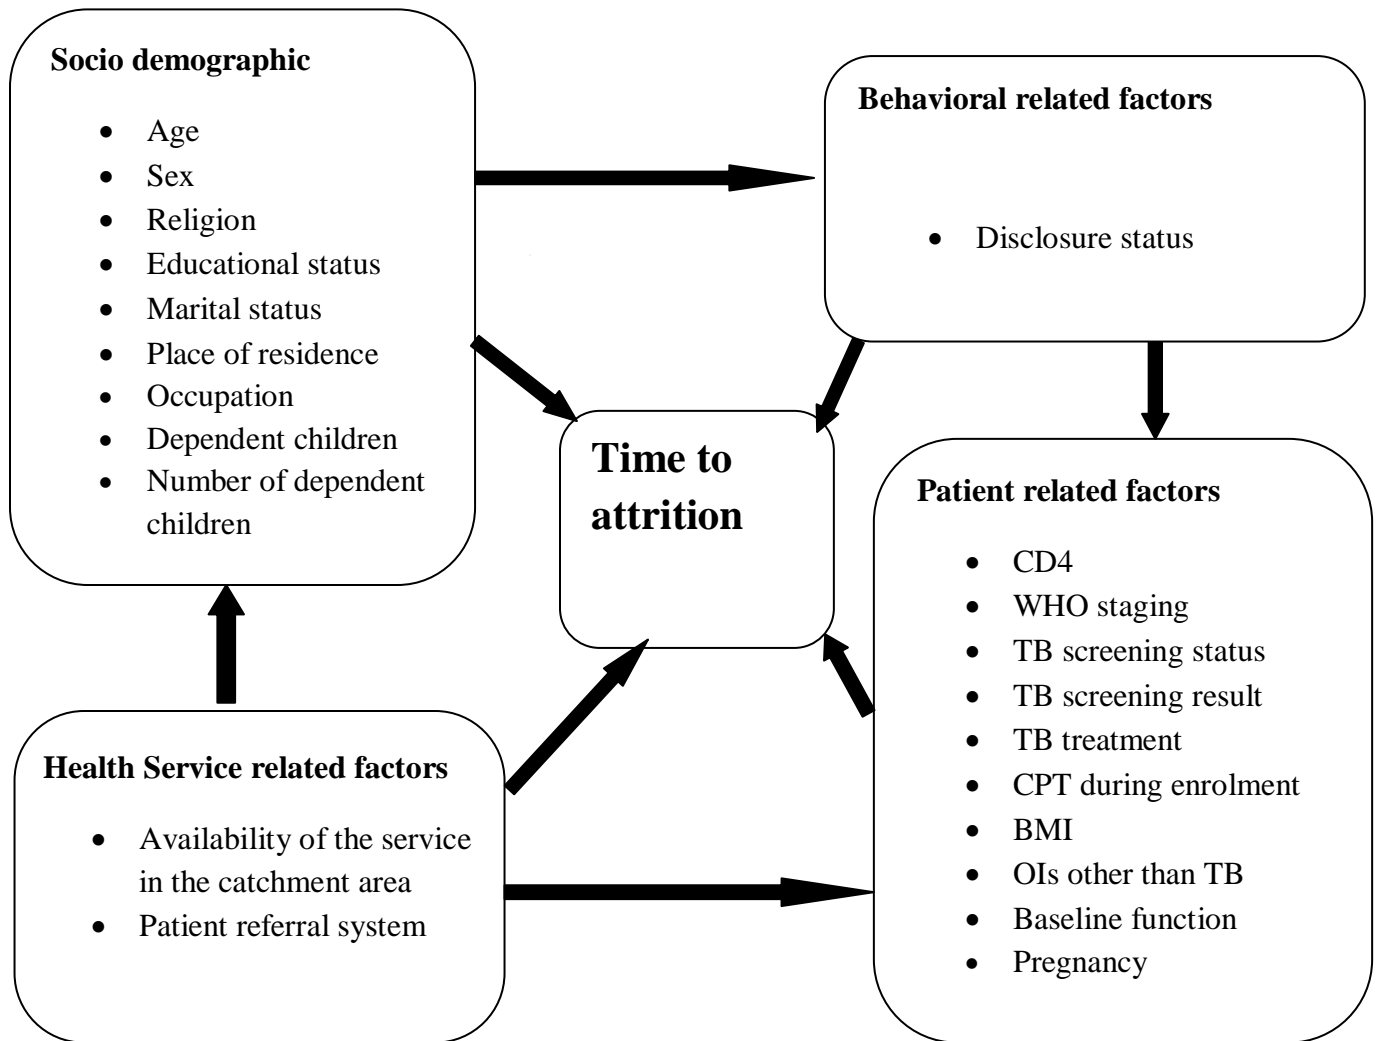 Socio demographic
• Age
• Sex
• Religion
• Educational status
• Marital status
• Place of residence
• Occupation
• Dependent children
• Number of dependent
children
Behavioral related factors
• Disclosure status
Time to
attrition
Health Service related factors
• Availability of the service
in the catchment area
• Patient referral system
Patient related factors
• CD4
• WHO staging
• TB screening status
• TB screening result
• TB treatment
• CPT during enrolment
• BMI
• OIs other than TB
• Baseline function
• Pregnancy